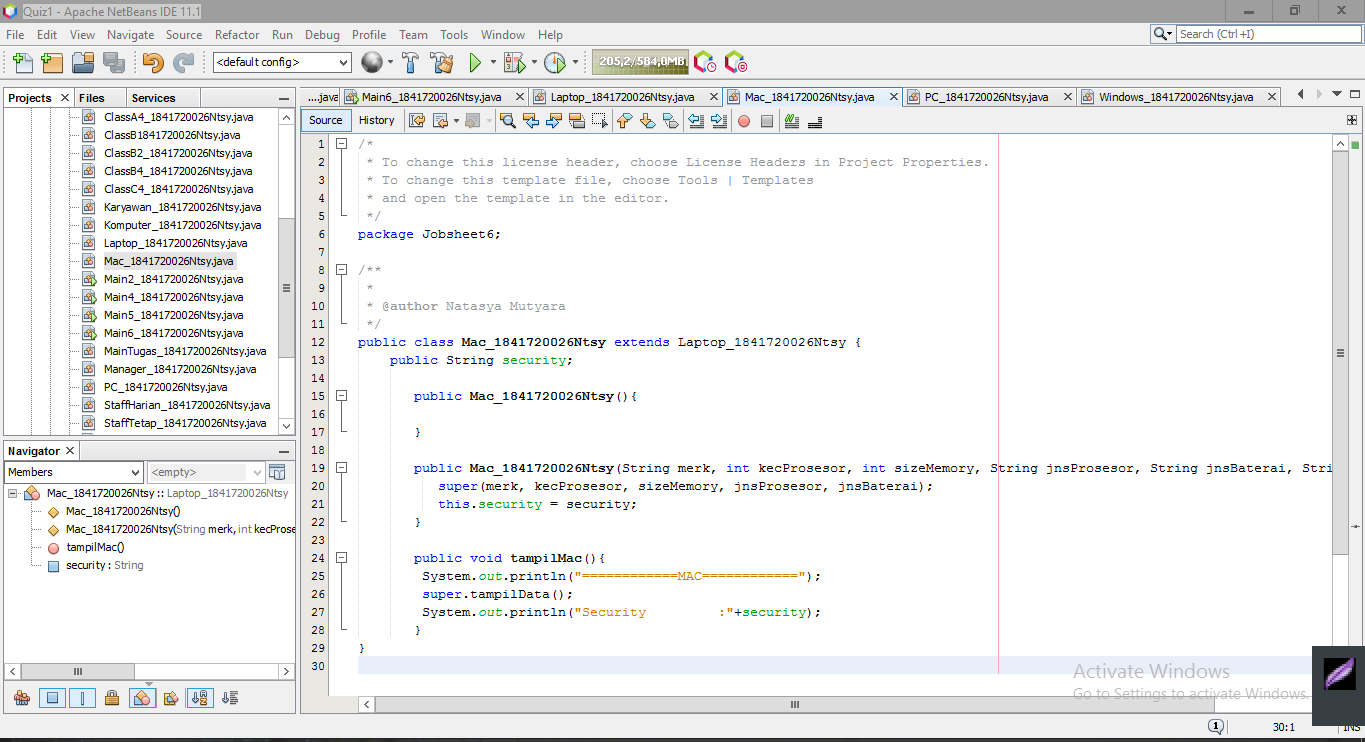 Quiz1 - Apache NetBeans IDE 11.1
File Edit View Navigate Source Refactor Run Debug Profile Team Tools Window Help
Search (Ctrl+I)
<default config>
205,2/584,0MB
Projects Files Services
ClassA4_1841720026Ntsy.java
ClassB1841720026Ntsy.java
ClassB2_1841720026Ntsy.java
ClassB4_1841720026Ntsy.java
ClassC4_1841720026Ntsy.java
Karyawan_1841720026Ntsy.java
Komputer_1841720026Ntsy.java
Laptop_1841720026Ntsy.java
Mac_1841720026Ntsy.java
Main2_1841720026Ntsy.java
Main4_1841720026Ntsy.java
Main5_1841720026Ntsy.java
Main6_1841720026Ntsy.java
MainTugas_1841720026Ntsy.java
Manager_1841720026Ntsy.java
PC_1841720026Ntsy.java
StaffHarian_1841720026Ntsy.java
StaffTetap_1841720026Ntsy.java
Navigator
Members <empty>
Mac_1841720026Ntsy :: Laptop_1841720026Ntsy
Mac_1841720026Ntsy()
Mac_1841720026Ntsy(String merk, int kecProse
tampilMac()
security : String
....java Main6_1841720026Ntsy.java Laptop_1841720026Ntsy.java Mac_1841720026Ntsy.java PC_1841720026Ntsy.java Windows_1841720026Ntsy.java
Source History
1 /*
2 * To change this license header, choose License Headers in Project Properties.
3 * To change this template file, choose Tools | Templates
4 * and open the template in the editor.
5 */
6 package Jobsheet6;
7
8 /**
9 *
10 * @author Natasya Mutyara
11 */
12 public class Mac_1841720026Ntsy extends Laptop_1841720026Ntsy {
13 public String security;
14
15 public Mac_1841720026Ntsy(){
16
17 }
18
19 public Mac_1841720026Ntsy(String merk, int kecProsesor, int sizeMemory, String jnsProsesor, String jnsBaterai, Stri
20 super(merk, kecProsesor, sizeMemory, jnsProsesor, jnsBaterai);
21 this.security = security;
22 }
23
24 public void tampilMac(){
25 System.out.println("============MAC============");
26 super.tampilData();
27 System.out.println("Security :"+security);
28 }
29 }
30
Activate Windows
Go to Settings to activate Windows.
1
30:1
INS